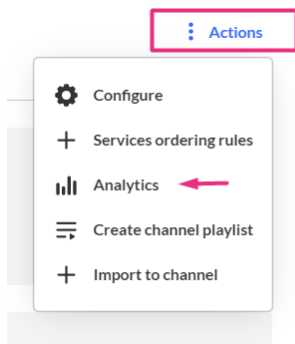 Actions
Configure
Services ordering rules
Analytics
Create channel playlist
Import to channel